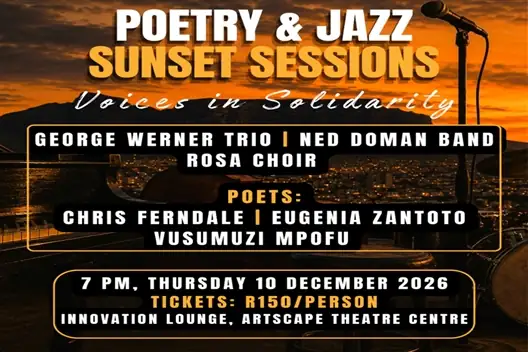 POETRY & JAZZ
SUNSET SESSIONS
Voices in Solidarity
GEORGE WERNER TRIO | NED DOMAN BAND
ROSA CHOIR
POETS:
CHRIS FERNDALE | EUGENIA ZANTOTO
VUSUMUZI MPOFU
7 PM, THURSDAY 10 DECEMBER 2026
TICKETS: R150/PERSON
INNOVATION LOUNGE, ARTSCAPE THEATRE CENTRE